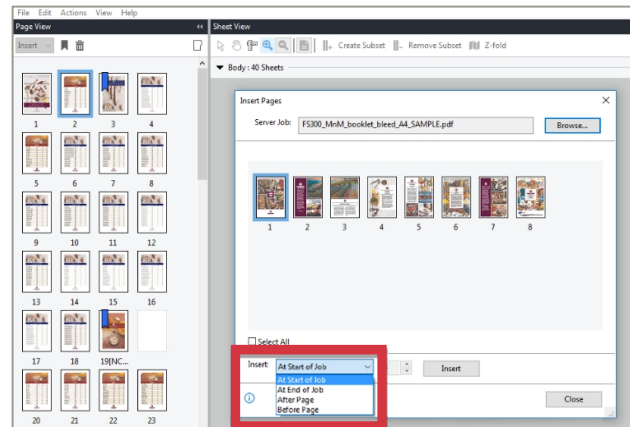 File Edit Actions View Help
Page View
Sheet View
Insert
Create Subset Remove Subset Z-fold
Body : 40 Sheets
Insert Pages
Server Job: FS300_MnM_booklet_bleed_A4_SAMPLE.pdf Browse...
1 2 3 4
5 6 7 8
9 10 11 12
13 14 15 16
17 18 19[NC...
20 21 22 23
1 2 3 4 5 6 7 8
Select All
Insert: At Start of Job Insert
At Start of Job
At End of Job
After Page
Before Page
Close